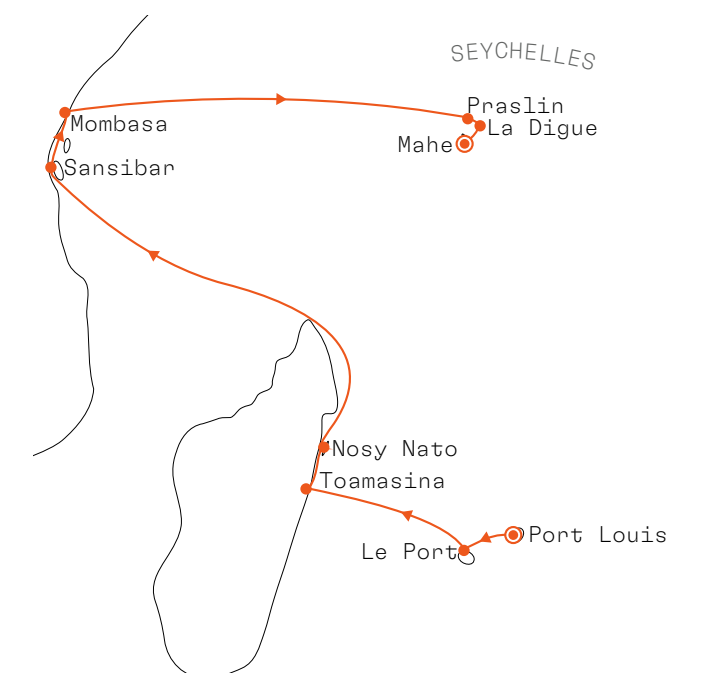 SEYCHELLES
Praslin
Mombasa
La Digue
Mahe
Sansibar
Nosy Nato
Toamasina
Port Louis
Le Port